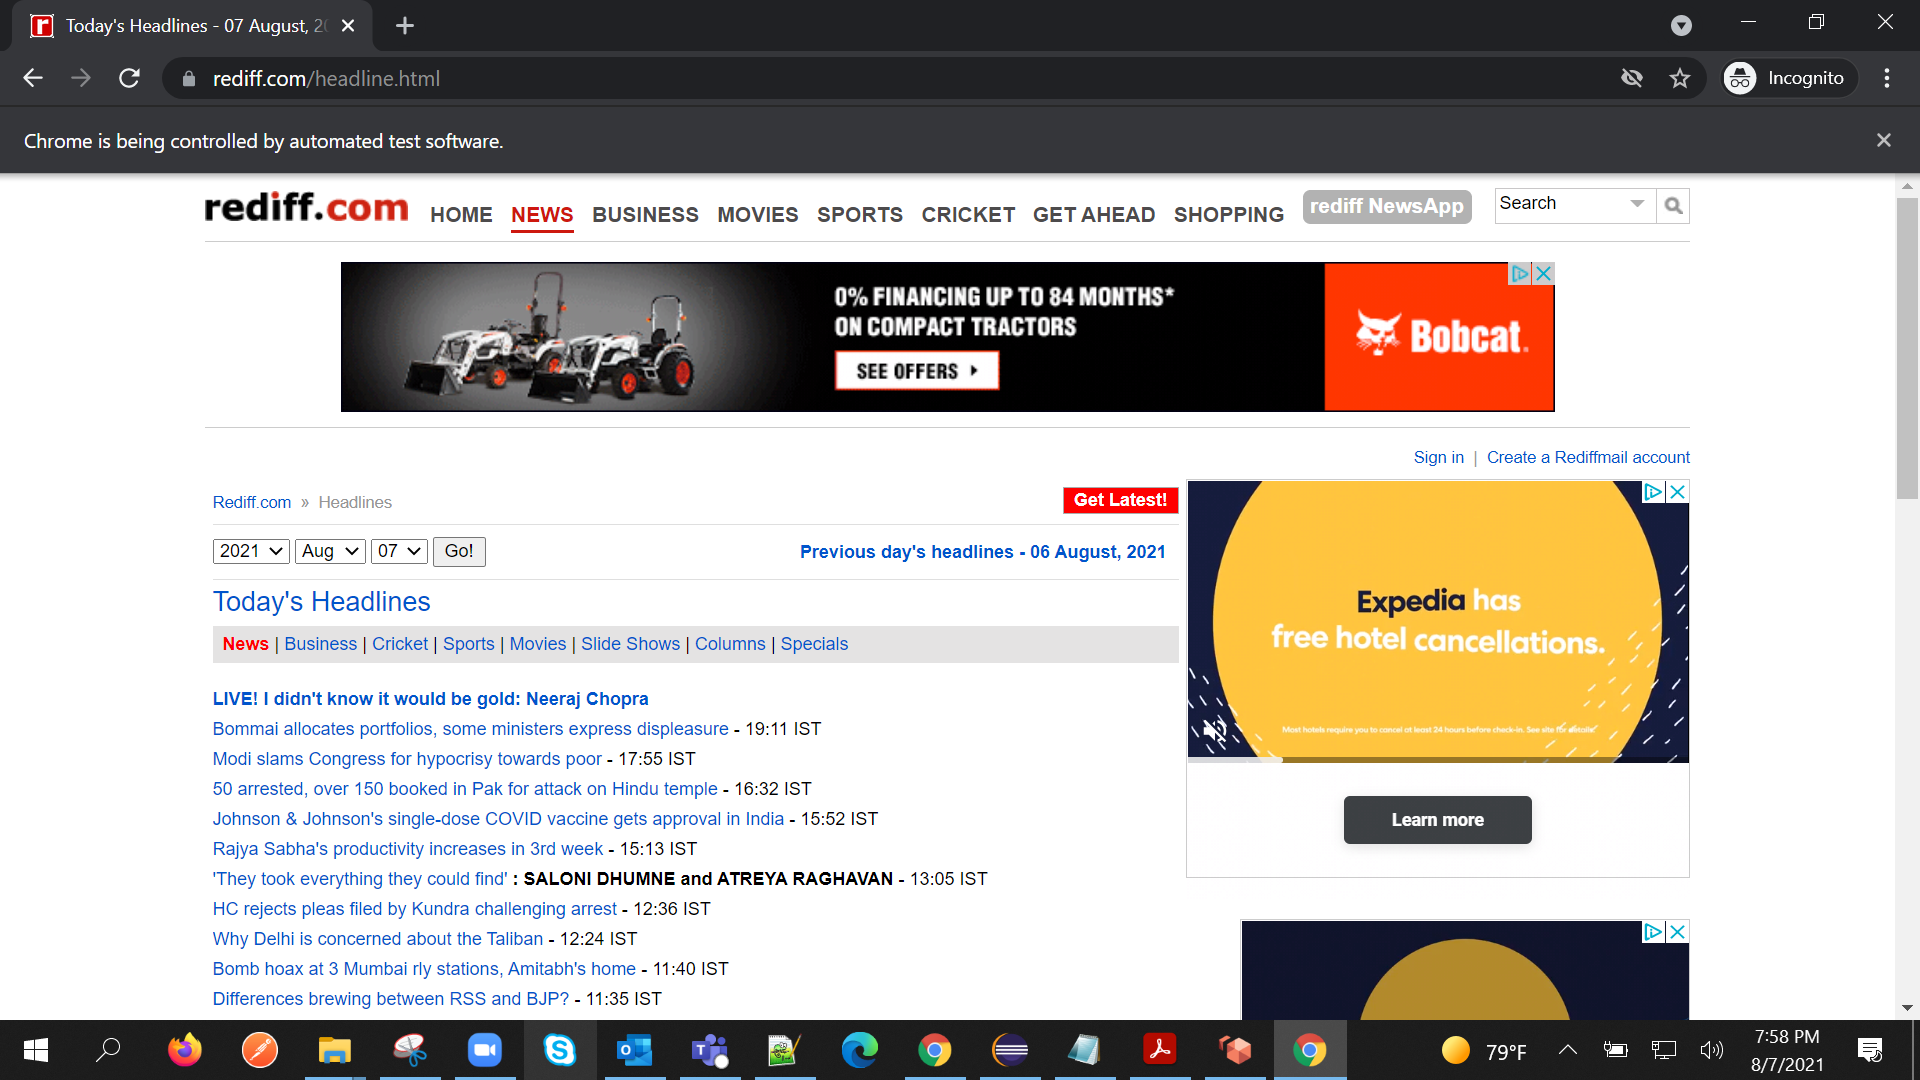 Today's Headlines - 07 August, 20
rediff.com/headline.html
Incognito
Chrome is being controlled by automated test software.
rediff.com HOME NEWS BUSINESS MOVIES SPORTS CRICKET GET AHEAD SHOPPING rediff NewsApp Search
0% FINANCING UP TO 84 MONTHS*
ON COMPACT TRACTORS
SEE OFFERS
Bobcat.
Sign in | Create a Rediffmail account
Rediff.com » Headlines
Get Latest!
2021 Aug 07 Go!
Previous day's headlines - 06 August, 2021
Today's Headlines
News | Business | Cricket | Sports | Movies | Slide Shows | Columns | Specials
LIVE! I didn't know it would be gold: Neeraj Chopra
Bommai allocates portfolios, some ministers express displeasure - 19:11 IST
Modi slams Congress for hypocrisy towards poor - 17:55 IST
50 arrested, over 150 booked in Pak for attack on Hindu temple - 16:32 IST
Johnson & Johnson's single-dose COVID vaccine gets approval in India - 15:52 IST
Rajya Sabha's productivity increases in 3rd week - 15:13 IST
'They took everything they could find' : SALONI DHUMNE and ATREYA RAGHAVAN - 13:05 IST
HC rejects pleas filed by Kundra challenging arrest - 12:36 IST
Why Delhi is concerned about the Taliban - 12:24 IST
Bomb hoax at 3 Mumbai rly stations, Amitabh's home - 11:40 IST
Differences brewing between RSS and BJP? - 11:35 IST
Expedia has
free hotel cancellations.
Most hotels require you to cancel at least 24 hours before check-in. See site for details.
Learn more
79°F
7:58 PM
8/7/2021